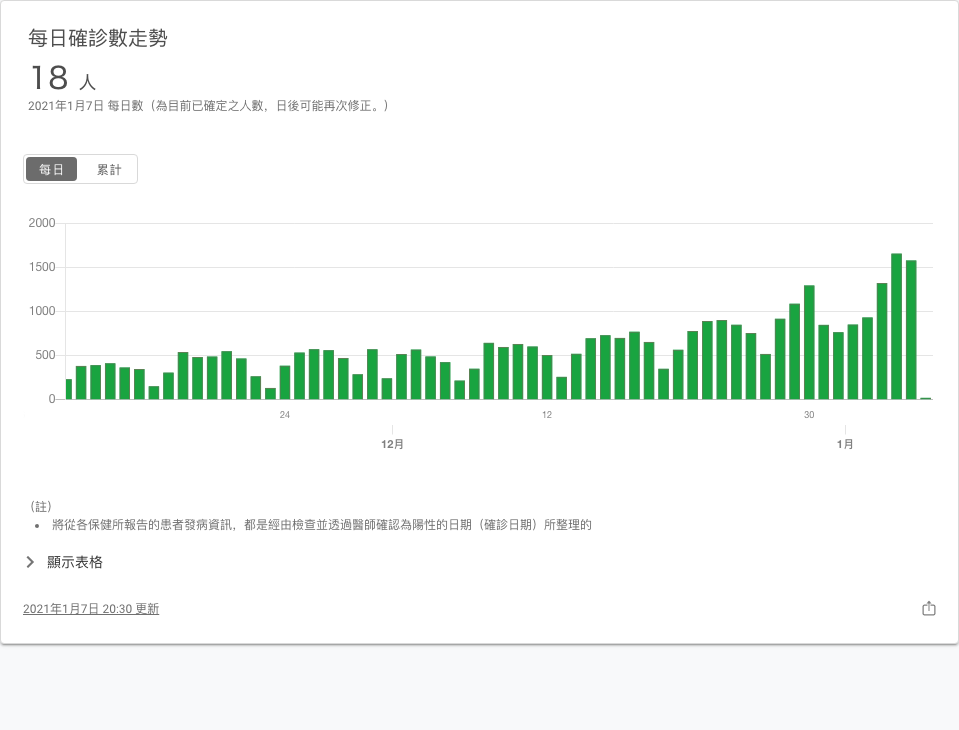 每日確診數走勢
18 人
2021年1月7日 每日數（為目前已確定之人數，日後可能再次修正。）
每日 累計
2000
1500
1000
500
0
24 12 30
12月 1月
（註）
• 將從各保健所報告的患者發病資訊，都是經由檢查並透過醫師確認為陽性的日期（確診日期）所整理的
顯示表格
2021年1月7日 20:30 更新